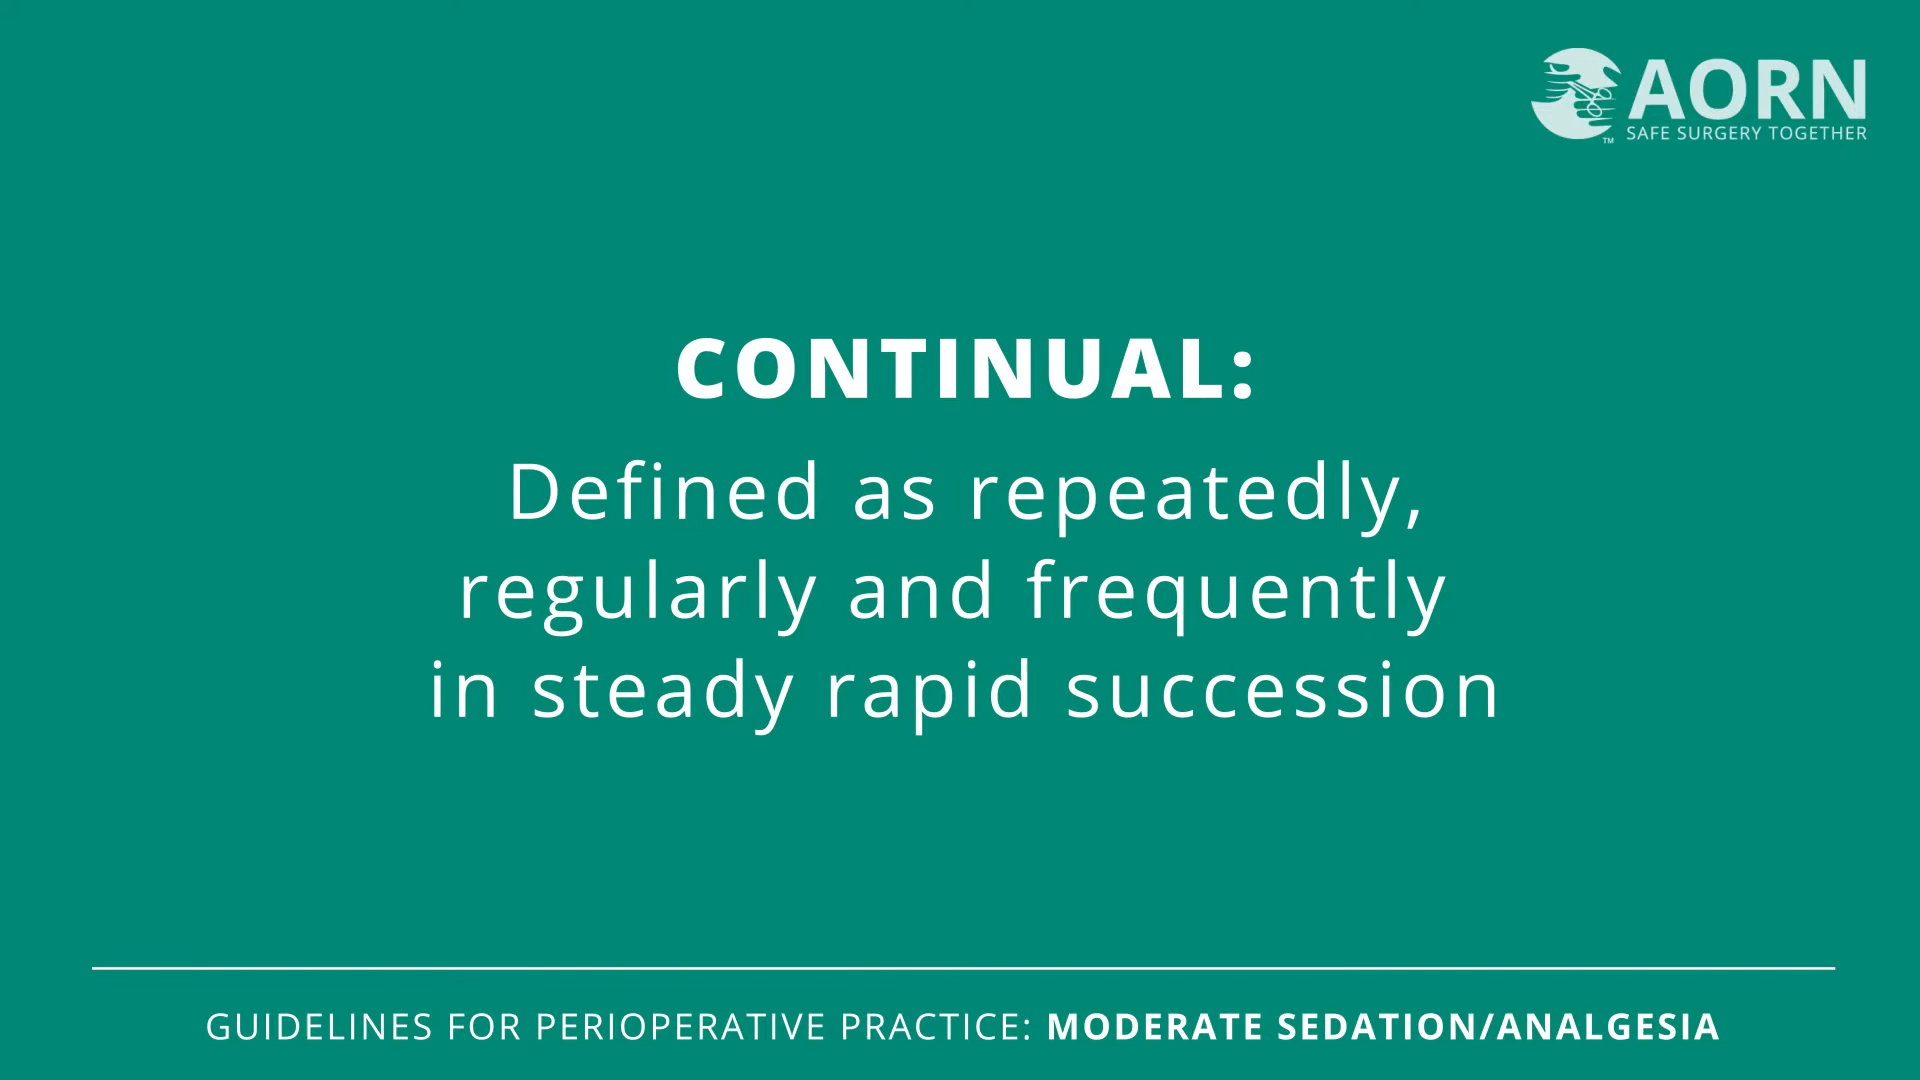 AORN
SAFE SURGERY TOGETHER
TM
CONTINUAL:
Defined as repeatedly,
regularly and frequently
in steady rapid succession
GUIDELINES FOR PERIOPERATIVE PRACTICE: MODERATE SEDATION/ANALGESIA